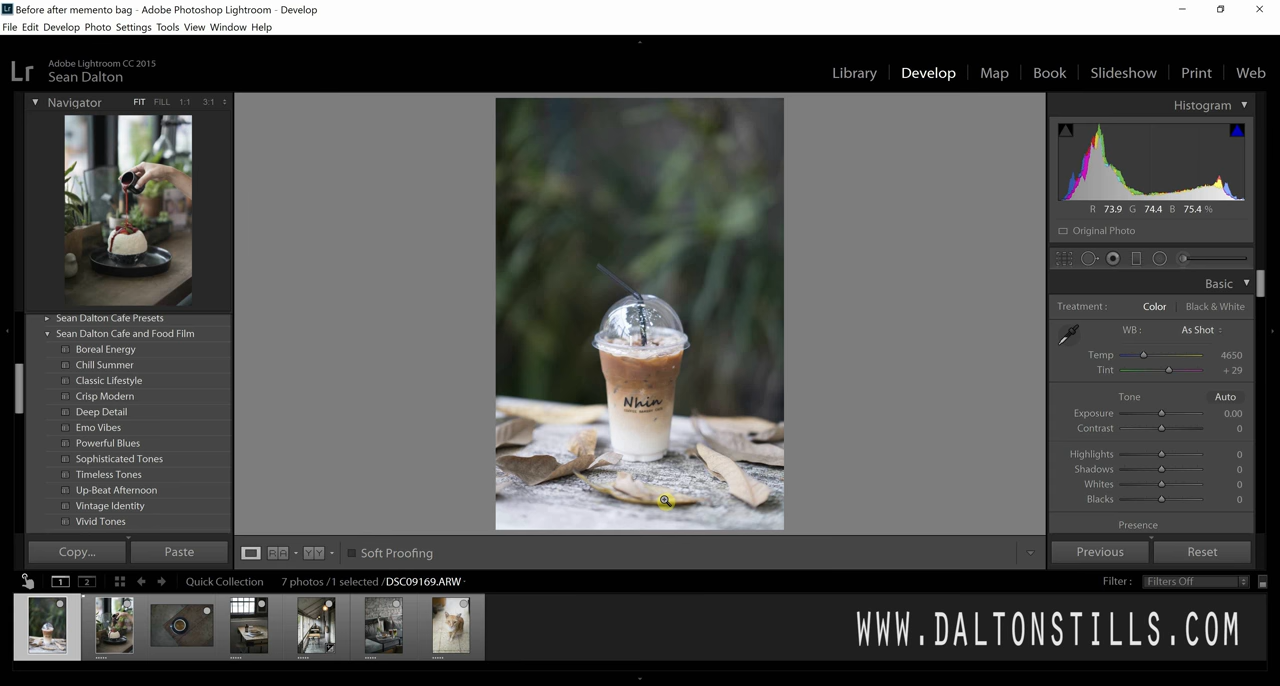 Before after memento bag - Adobe Photoshop Lightroom - Develop
File Edit Develop Photo Settings Tools View Window Help
Lr
Adobe Lightroom CC 2015
Sean Dalton
Library | Develop | Map | Book | Slideshow | Print | Web
Navigator FIT FILL 1:1 3:1
Sean Dalton Cafe Presets
Sean Dalton Cafe and Food Film
Boreal Energy
Chill Summer
Classic Lifestyle
Crisp Modern
Deep Detail
Emo Vibes
Powerful Blues
Sophisticated Tones
Timeless Tones
Up-Beat Afternoon
Vintage Identity
Vivid Tones
Copy... Paste
Nhin
Soft Proofing
Histogram
R 73.9 G 74.4 B 75.4 %
Original Photo
Basic
Treatment : Color | Black & White
WB : As Shot
Temp 4650
Tint + 29
Tone Auto
Exposure 0.00
Contrast 0
Highlights 0
Shadows 0
Whites 0
Blacks 0
Presence
Previous Reset
1 2 Quick Collection 7 photos / 1 selected / DSC09169.ARW
Filter : Filters Off
WWW.DALTONSTILLS.COM